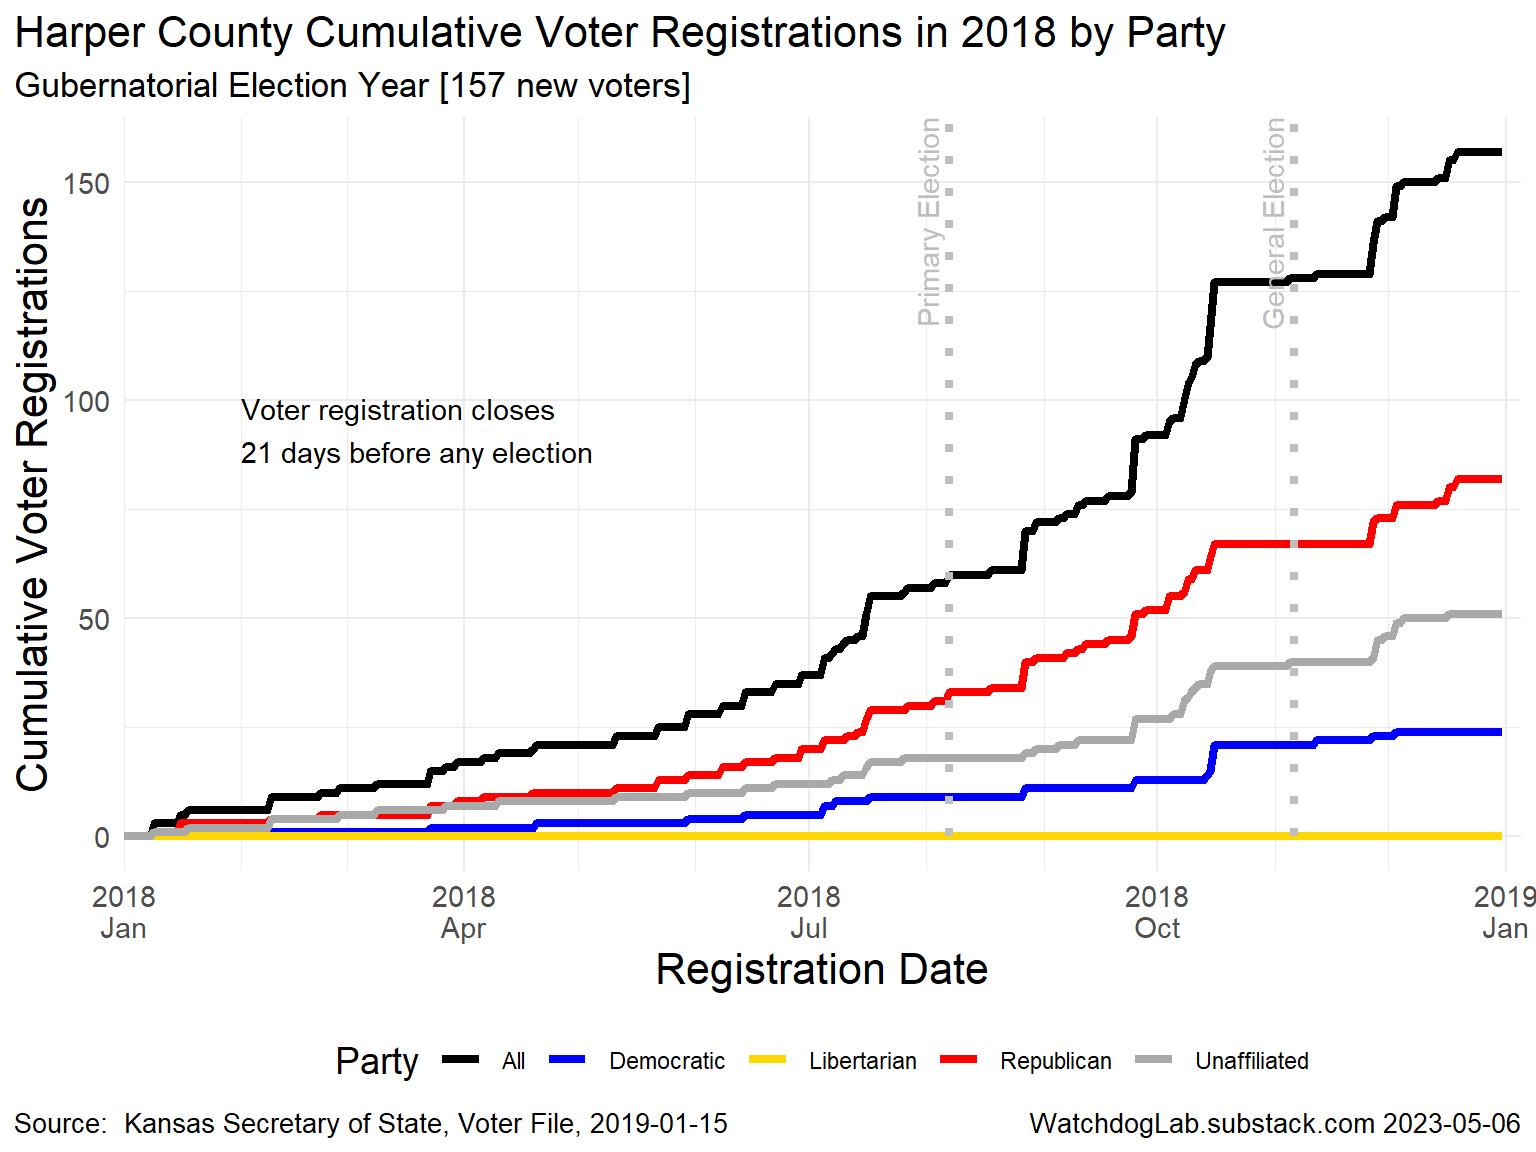 Harper County Cumulative Voter Registrations in 2018 by Party
Gubernatorial Election Year [157 new voters]
Cumulative Voter Registrations
150
100
50
0
Primary Election
General Election
Voter registration closes
21 days before any election
2018 2018 2018 2018 2019
Jan Apr Jul Oct Jan
Registration Date
Party All Democratic Libertarian Republican Unaffiliated
Source:  Kansas Secretary of State, Voter File, 2019-01-15
WatchdogLab.substack.com 2023-05-06